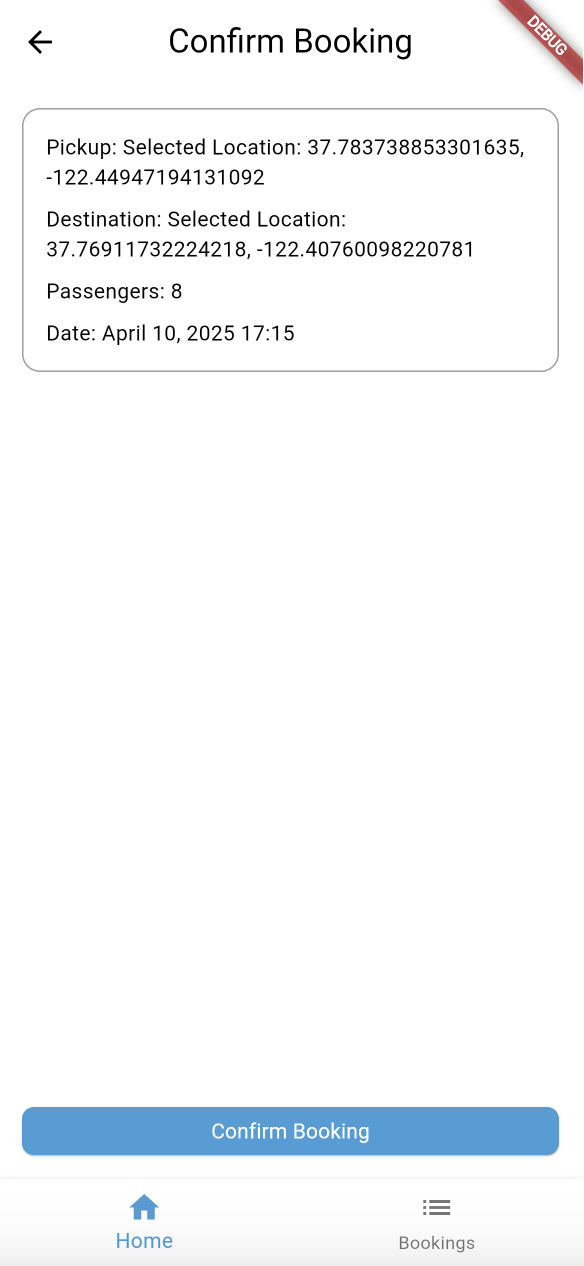 Confirm Booking
DEBUG
Pickup: Selected Location: 37.783738853301635,
-122.44947194131092
Destination: Selected Location:
37.76911732224218, -122.40760098220781
Passengers: 8
Date: April 10, 2025 17:15
Confirm Booking
Home
Bookings